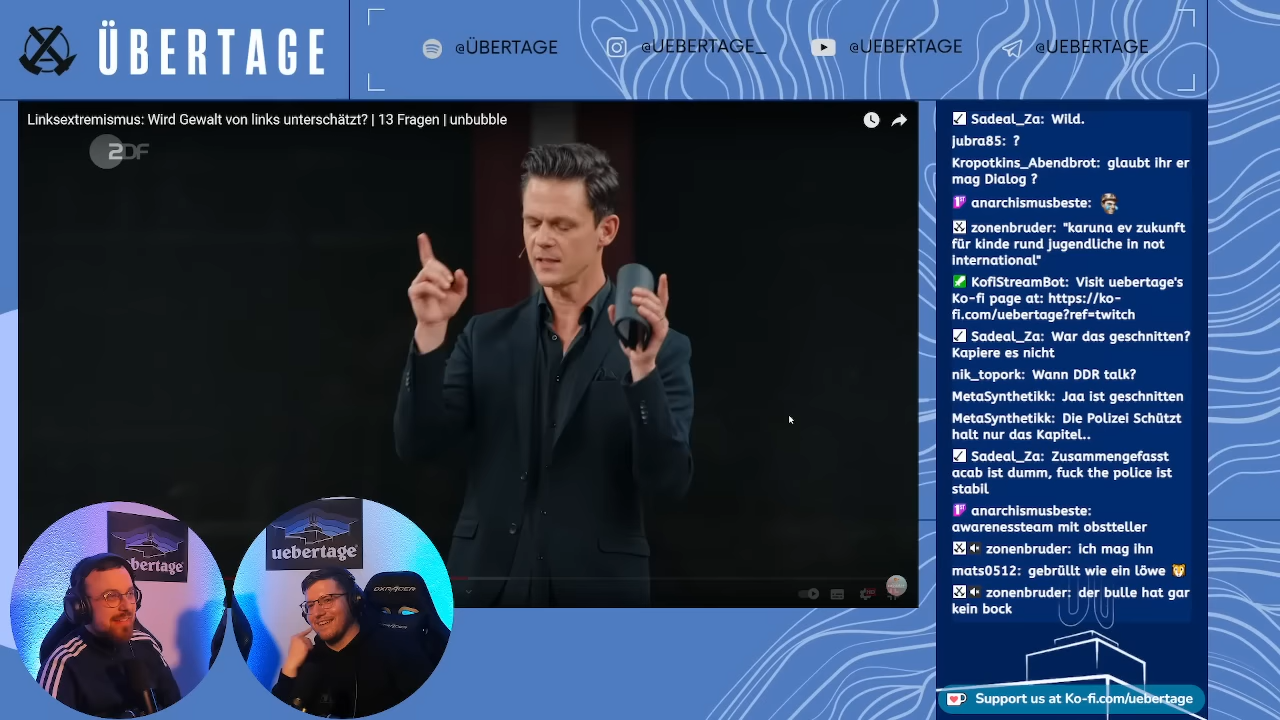 ÜBERTAGE
@ÜBERTAGE
@UEBERTAGE_
@UEBERTAGE
@UEBERTAGE
Linksextremismus: Wird Gewalt von links unterschätzt? | 13 Fragen | unbubble
ZDF
Sadeal_Za: Wild.
jubra85: ?
Kropotkins_Abendbrot: glaubt ihr er
mag Dialog ?
anarchismusbeste:
zonenbruder: "karuna ev zukunft
für kinde rund jugendliche in not
international"
KofiStreamBot: Visit uebertage's
Ko-fi page at: https://ko-
fi.com/uebertage?ref=twitch
Sadeal_Za: War das geschnitten?
Kapiere es nicht
nik_topork: Wann DDR talk?
MetaSynthetikk: Jaa ist geschnitten
MetaSynthetikk: Die Polizei Schützt
halt nur das Kapitel..
Sadeal_Za: Zusammengefasst
acab ist dumm, fuck the police ist
stabil
anarchismusbeste:
awarenessteam mit obstteller
zonenbruder: ich mag ihn
mats0512: gebrüllt wie ein löwe
zonenbruder: der bulle hat gar
kein bock
uebertage
DXRACER
Support us at Ko-fi.com/uebertage